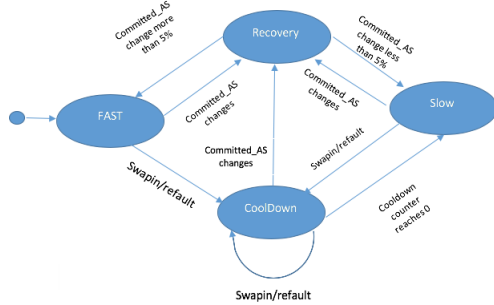 Committed_AS
change more
than 5%
Recovery
Committed_AS
change less
than 5%
FAST
Committed_AS
changes
Committed_AS
changes
Slow
Committed_AS
changes
Swapin/refault
Swapin/refault
CoolDown
Cooldown
counter
reaches 0
Swapin/refault